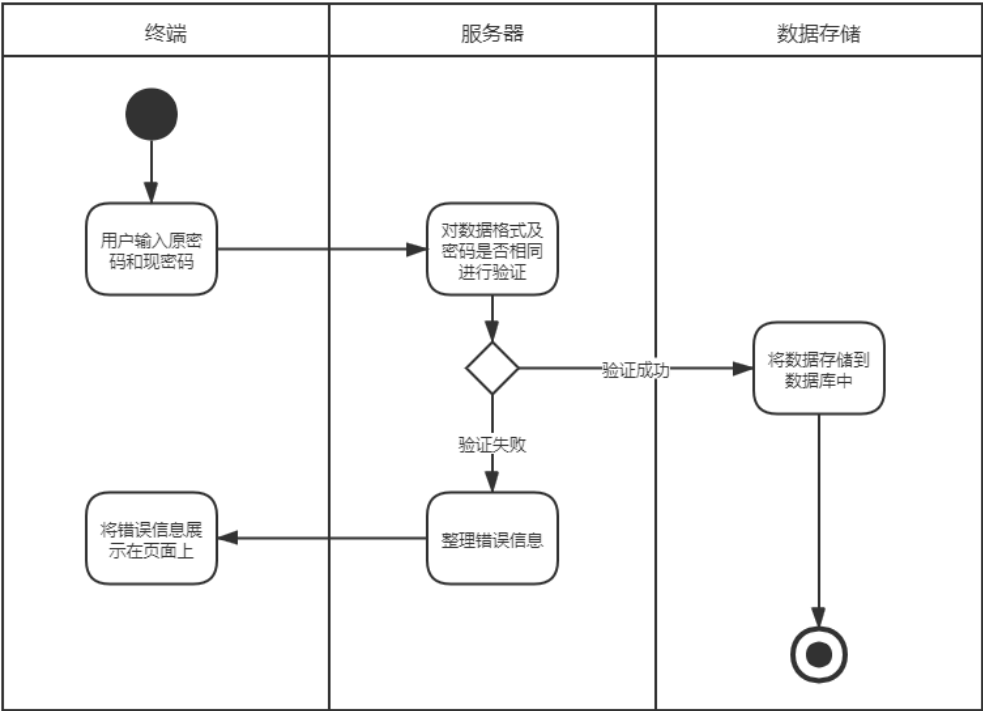 终端
服务器
数据存储
用户输入原密
码和现密码
对数据格式及
密码是否相同
进行验证
验证成功
将数据存储到
数据库中
验证失败
将错误信息展
示在页面上
整理错误信息